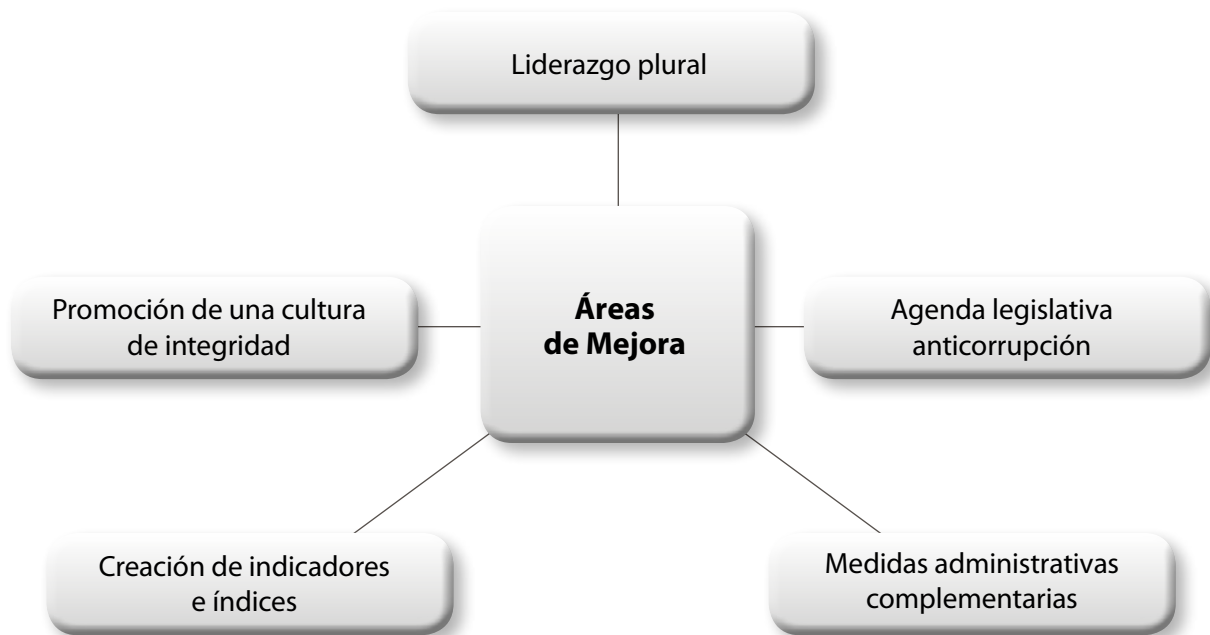 Liderazgo plural
Promoción de una cultura
de integridad
Áreas
de Mejora
Agenda legislativa
anticorrupción
Creación de indicadores
e índices
Medidas administrativas
complementarias